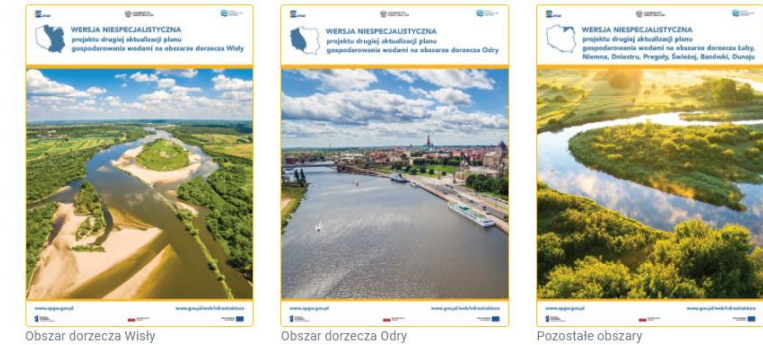 WERSJA NIESPECJALISTYCZNA
projektu drugiej aktualizacji planu
gospodarowania wodami na obszarze dorzecza Wisły
www.apgw.gov.pl
www.gov.pl/web/infrastruktura
Obszar dorzecza Wisły
WERSJA NIESPECJALISTYCZNA
projektu drugiej aktualizacji planu
gospodarowania wodami na obszarze dorzecza Odry
www.apgw.gov.pl
www.gov.pl/web/infrastruktura
Obszar dorzecza Odry
WERSJA NIESPECJALISTYCZNA
projektu drugiej aktualizacji planu
gospodarowania wodami na obszarze dorzecza Łaby,
Niemna, Dniestru, Pregoły, Świeżej, Banówki, Dunaju
www.apgw.gov.pl
www.gov.pl/web/infrastruktura
Pozostałe obszary